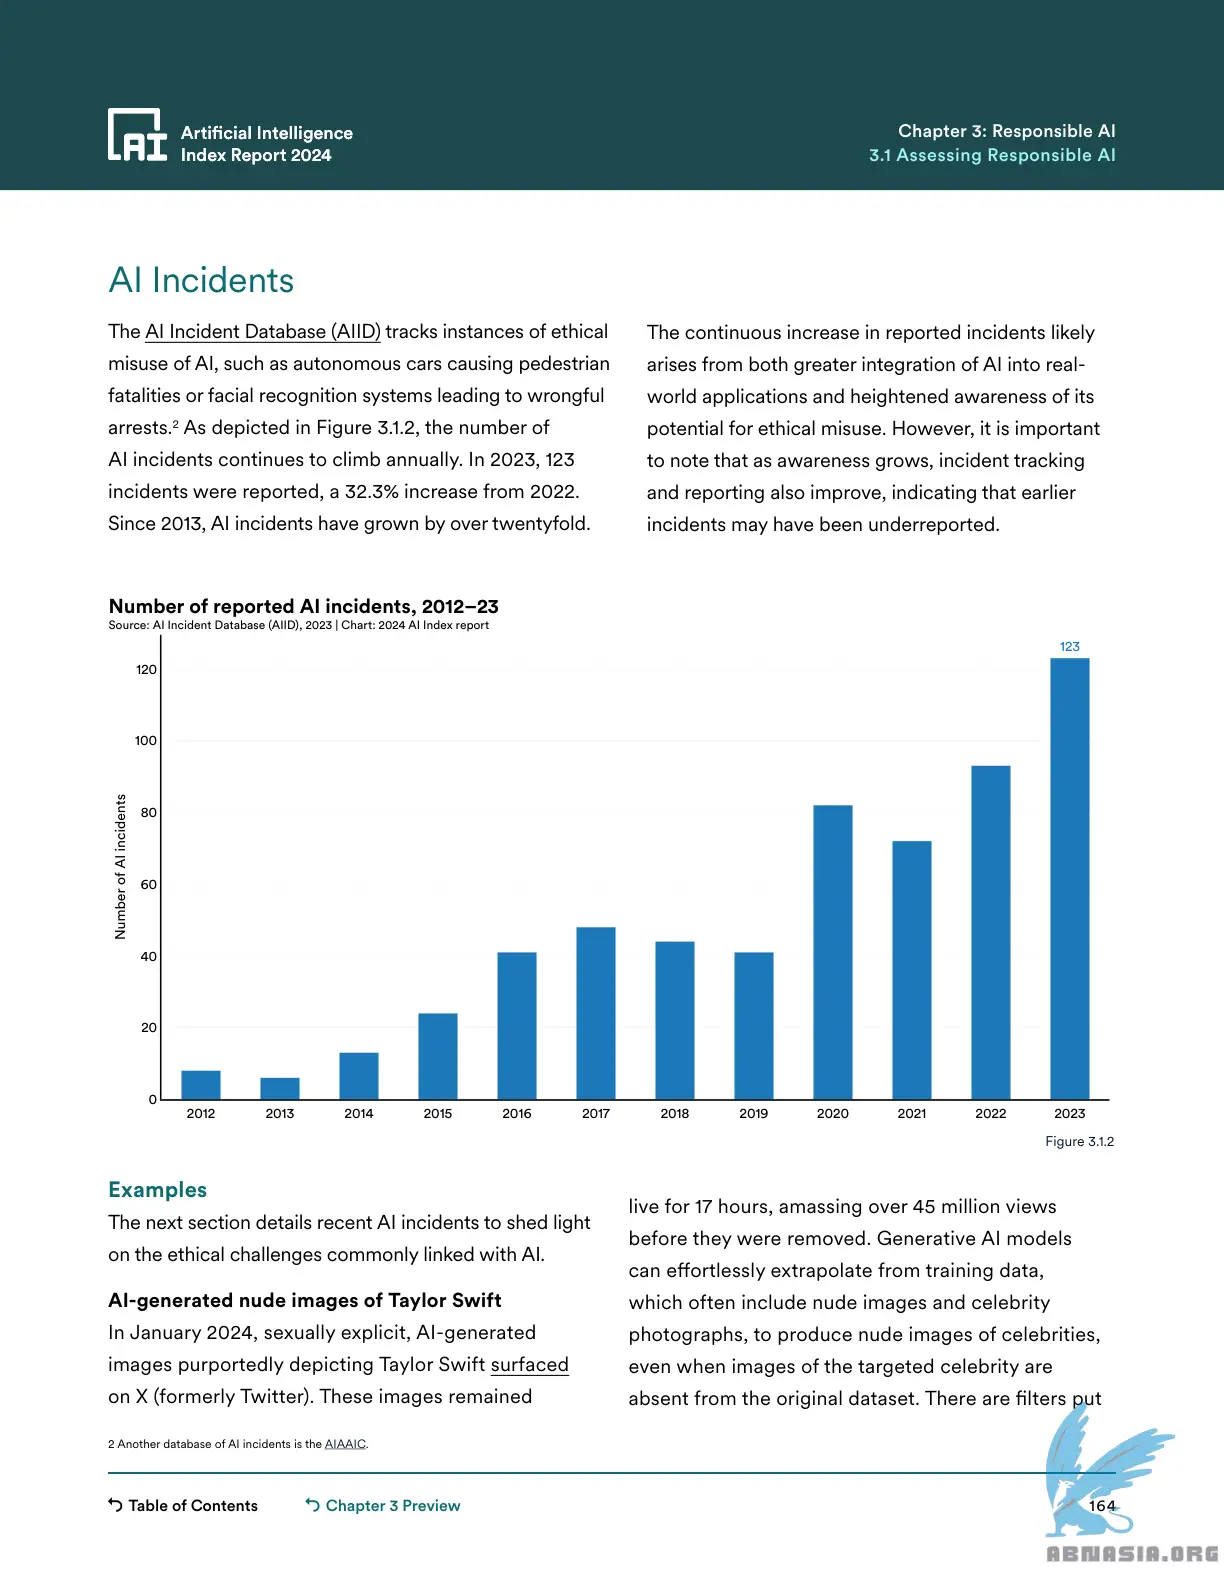 Artificial Intelligence
Index Report 2024
Chapter 3: Responsible AI
3.1 Assessing Responsible AI
AI Incidents
The AI Incident Database (AIID) tracks instances of ethical
misuse of AI, such as autonomous cars causing pedestrian
fatalities or facial recognition systems leading to wrongful
arrests.² As depicted in Figure 3.1.2, the number of
AI incidents continues to climb annually. In 2023, 123
incidents were reported, a 32.3% increase from 2022.
Since 2013, AI incidents have grown by over twentyfold.
The continuous increase in reported incidents likely
arises from both greater integration of AI into real-
world applications and heightened awareness of its
potential for ethical misuse. However, it is important
to note that as awareness grows, incident tracking
and reporting also improve, indicating that earlier
incidents may have been underreported.
Number of reported AI incidents, 2012–23
Source: AI Incident Database (AIID), 2023 | Chart: 2024 AI Index report
123
120
100
80
60
40
20
0
Number of AI incidents
2012 2013 2014 2015 2016 2017 2018 2019 2020 2021 2022 2023
Figure 3.1.2
Examples
The next section details recent AI incidents to shed light
on the ethical challenges commonly linked with AI.
AI-generated nude images of Taylor Swift
In January 2024, sexually explicit, AI-generated
images purportedly depicting Taylor Swift surfaced
on X (formerly Twitter). These images remained
live for 17 hours, amassing over 45 million views
before they were removed. Generative AI models
can effortlessly extrapolate from training data,
which often include nude images and celebrity
photographs, to produce nude images of celebrities,
even when images of the targeted celebrity are
absent from the original dataset. There are filters put
2 Another database of AI incidents is the AIAAIC.
Table of Contents
Chapter 3 Preview
164
ABNASIA.ORG